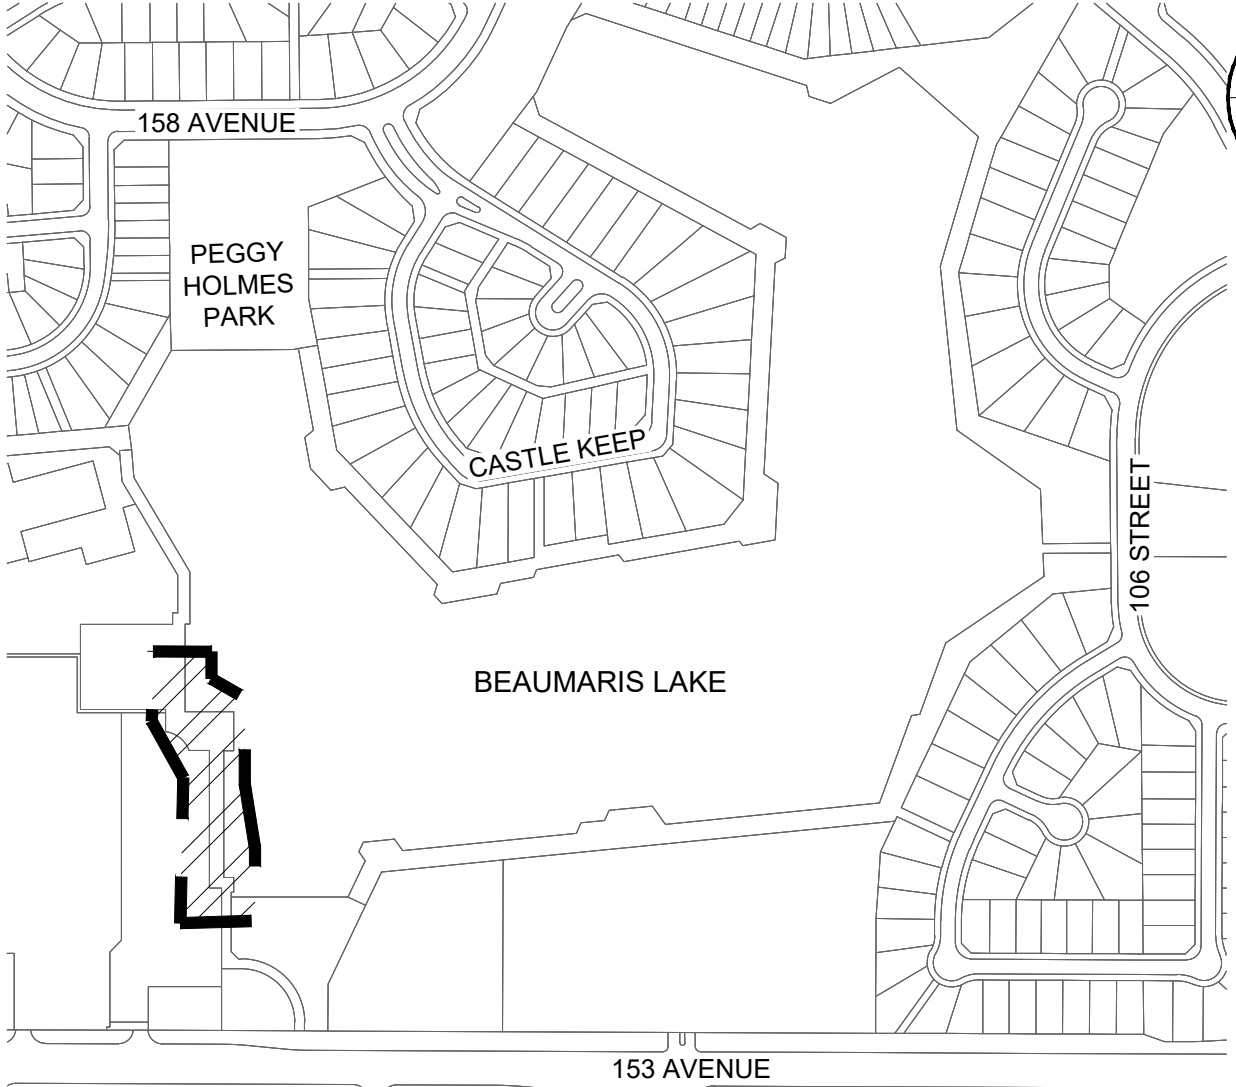 158 AVENUE
PEGGY
HOLMES
PARK
CASTLE KEEP
106 STREET
BEAUMARIS LAKE
153 AVENUE